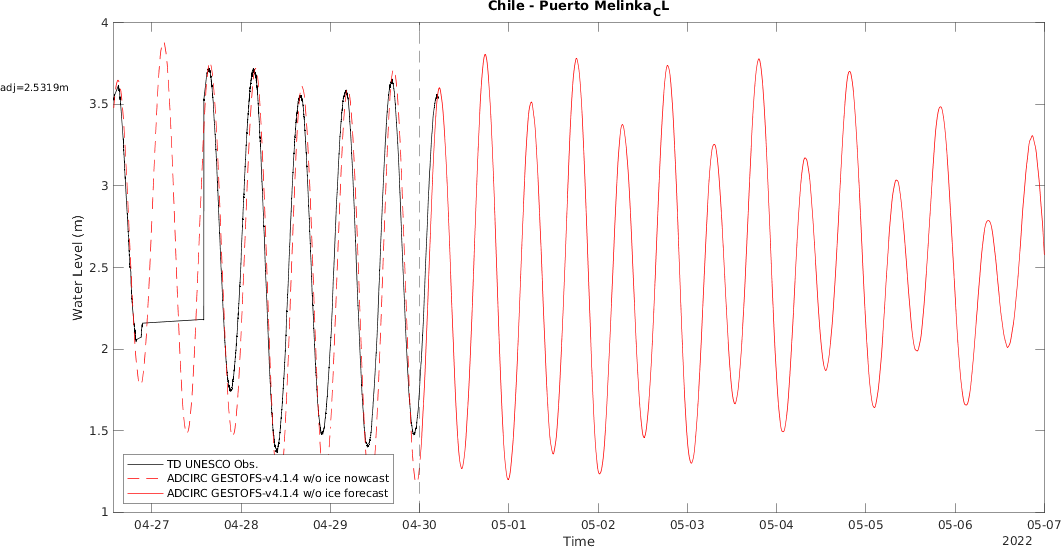 Chile - Puerto Melinka_CL
adj=2.5319m
Water Level (m)
4
3.5
3
2.5
2
1.5
1
TD UNESCO Obs.
ADCIRC GESTOFS-v4.1.4 w/o ice nowcast
ADCIRC GESTOFS-v4.1.4 w/o ice forecast
04-27 04-28 04-29 04-30 05-01 05-02 05-03 05-04 05-05 05-06 05-07
Time
2022